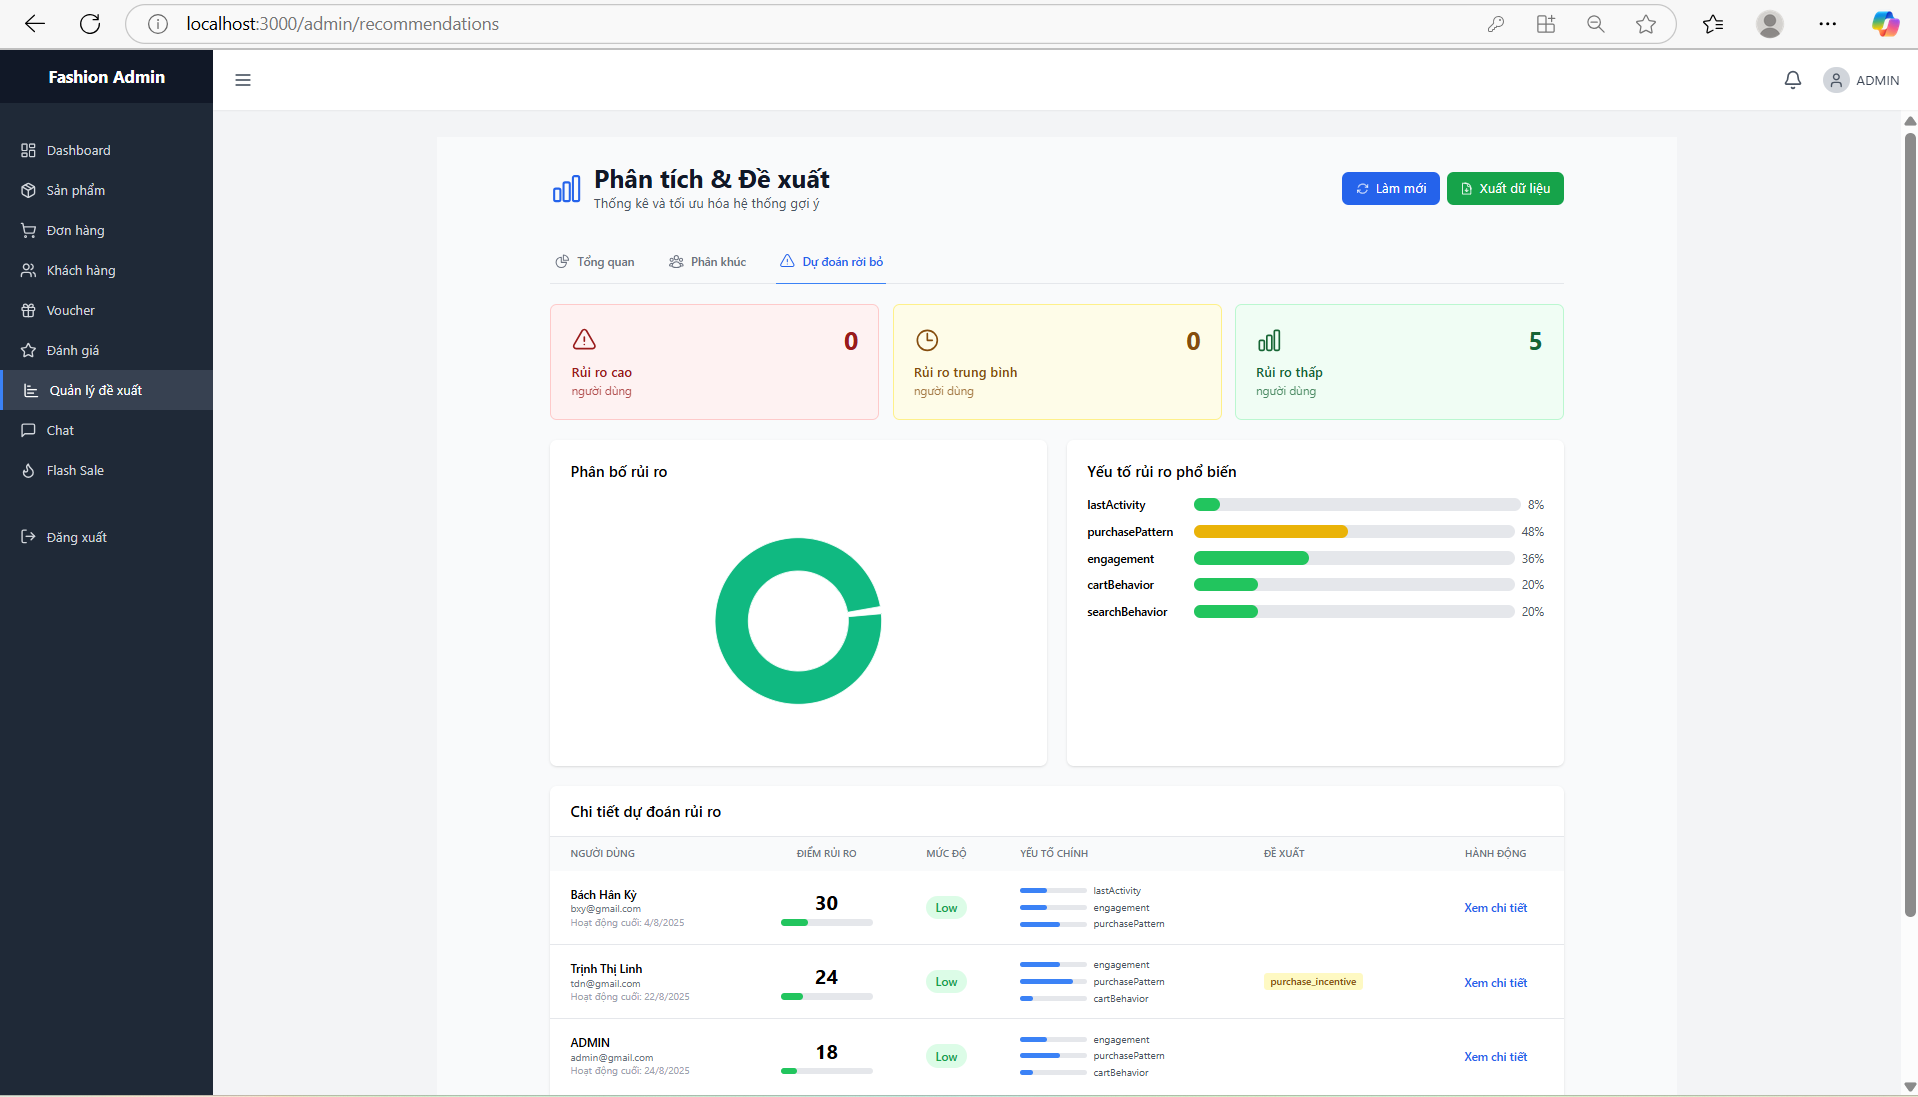 localhost:3000/admin/recommendations
Fashion Admin
ADMIN
Dashboard
Sản phẩm
Đơn hàng
Khách hàng
Voucher
Đánh giá
Quản lý đề xuất
Chat
Flash Sale
Đăng xuất
Phân tích & Đề xuất
Thống kê và tối ưu hóa hệ thống gợi ý
Làm mới
Xuất dữ liệu
Tổng quan
Phân khúc
Dự đoán rời bỏ
0
Rủi ro cao
người dùng
0
Rủi ro trung bình
người dùng
5
Rủi ro thấp
người dùng
Phân bố rủi ro
Yếu tố rủi ro phổ biến
lastActivity 8%
purchasePattern 48%
engagement 36%
cartBehavior 20%
searchBehavior 20%
Chi tiết dự đoán rủi ro
NGƯỜI DÙNG ĐIỂM RỦI RO MỨC ĐỘ YẾU TỐ CHÍNH ĐỀ XUẤT HÀNH ĐỘNG
Bách Hân Kỳ
bxy@gmail.com
Hoạt động cuối: 4/8/2025
30
Low
lastActivity
engagement
purchasePattern
Xem chi tiết
Trịnh Thị Linh
tdn@gmail.com
Hoạt động cuối: 22/8/2025
24
Low
engagement
purchasePattern
cartBehavior
purchase_incentive
Xem chi tiết
ADMIN
admin@gmail.com
Hoạt động cuối: 24/8/2025
18
Low
engagement
purchasePattern
cartBehavior
Xem chi tiết